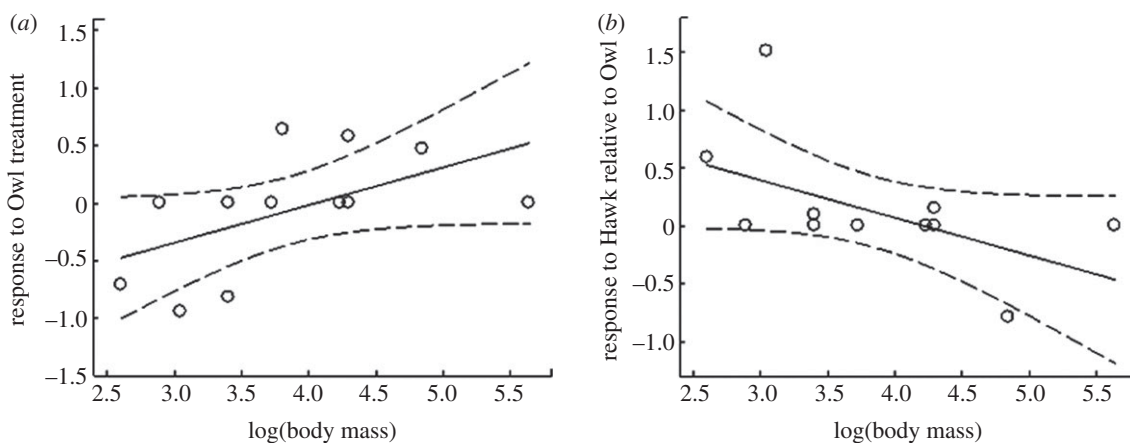 (a)
response to Owl treatment
1.5
1.0
0.5
0
−0.5
−1.0
−1.5
2.5 3.0 3.5 4.0 4.5 5.0 5.5
log(body mass)
(b)
response to Hawk relative to Owl
1.5
1.0
0.5
0
−0.5
−1.0
2.5 3.0 3.5 4.0 4.5 5.0 5.5
log(body mass)